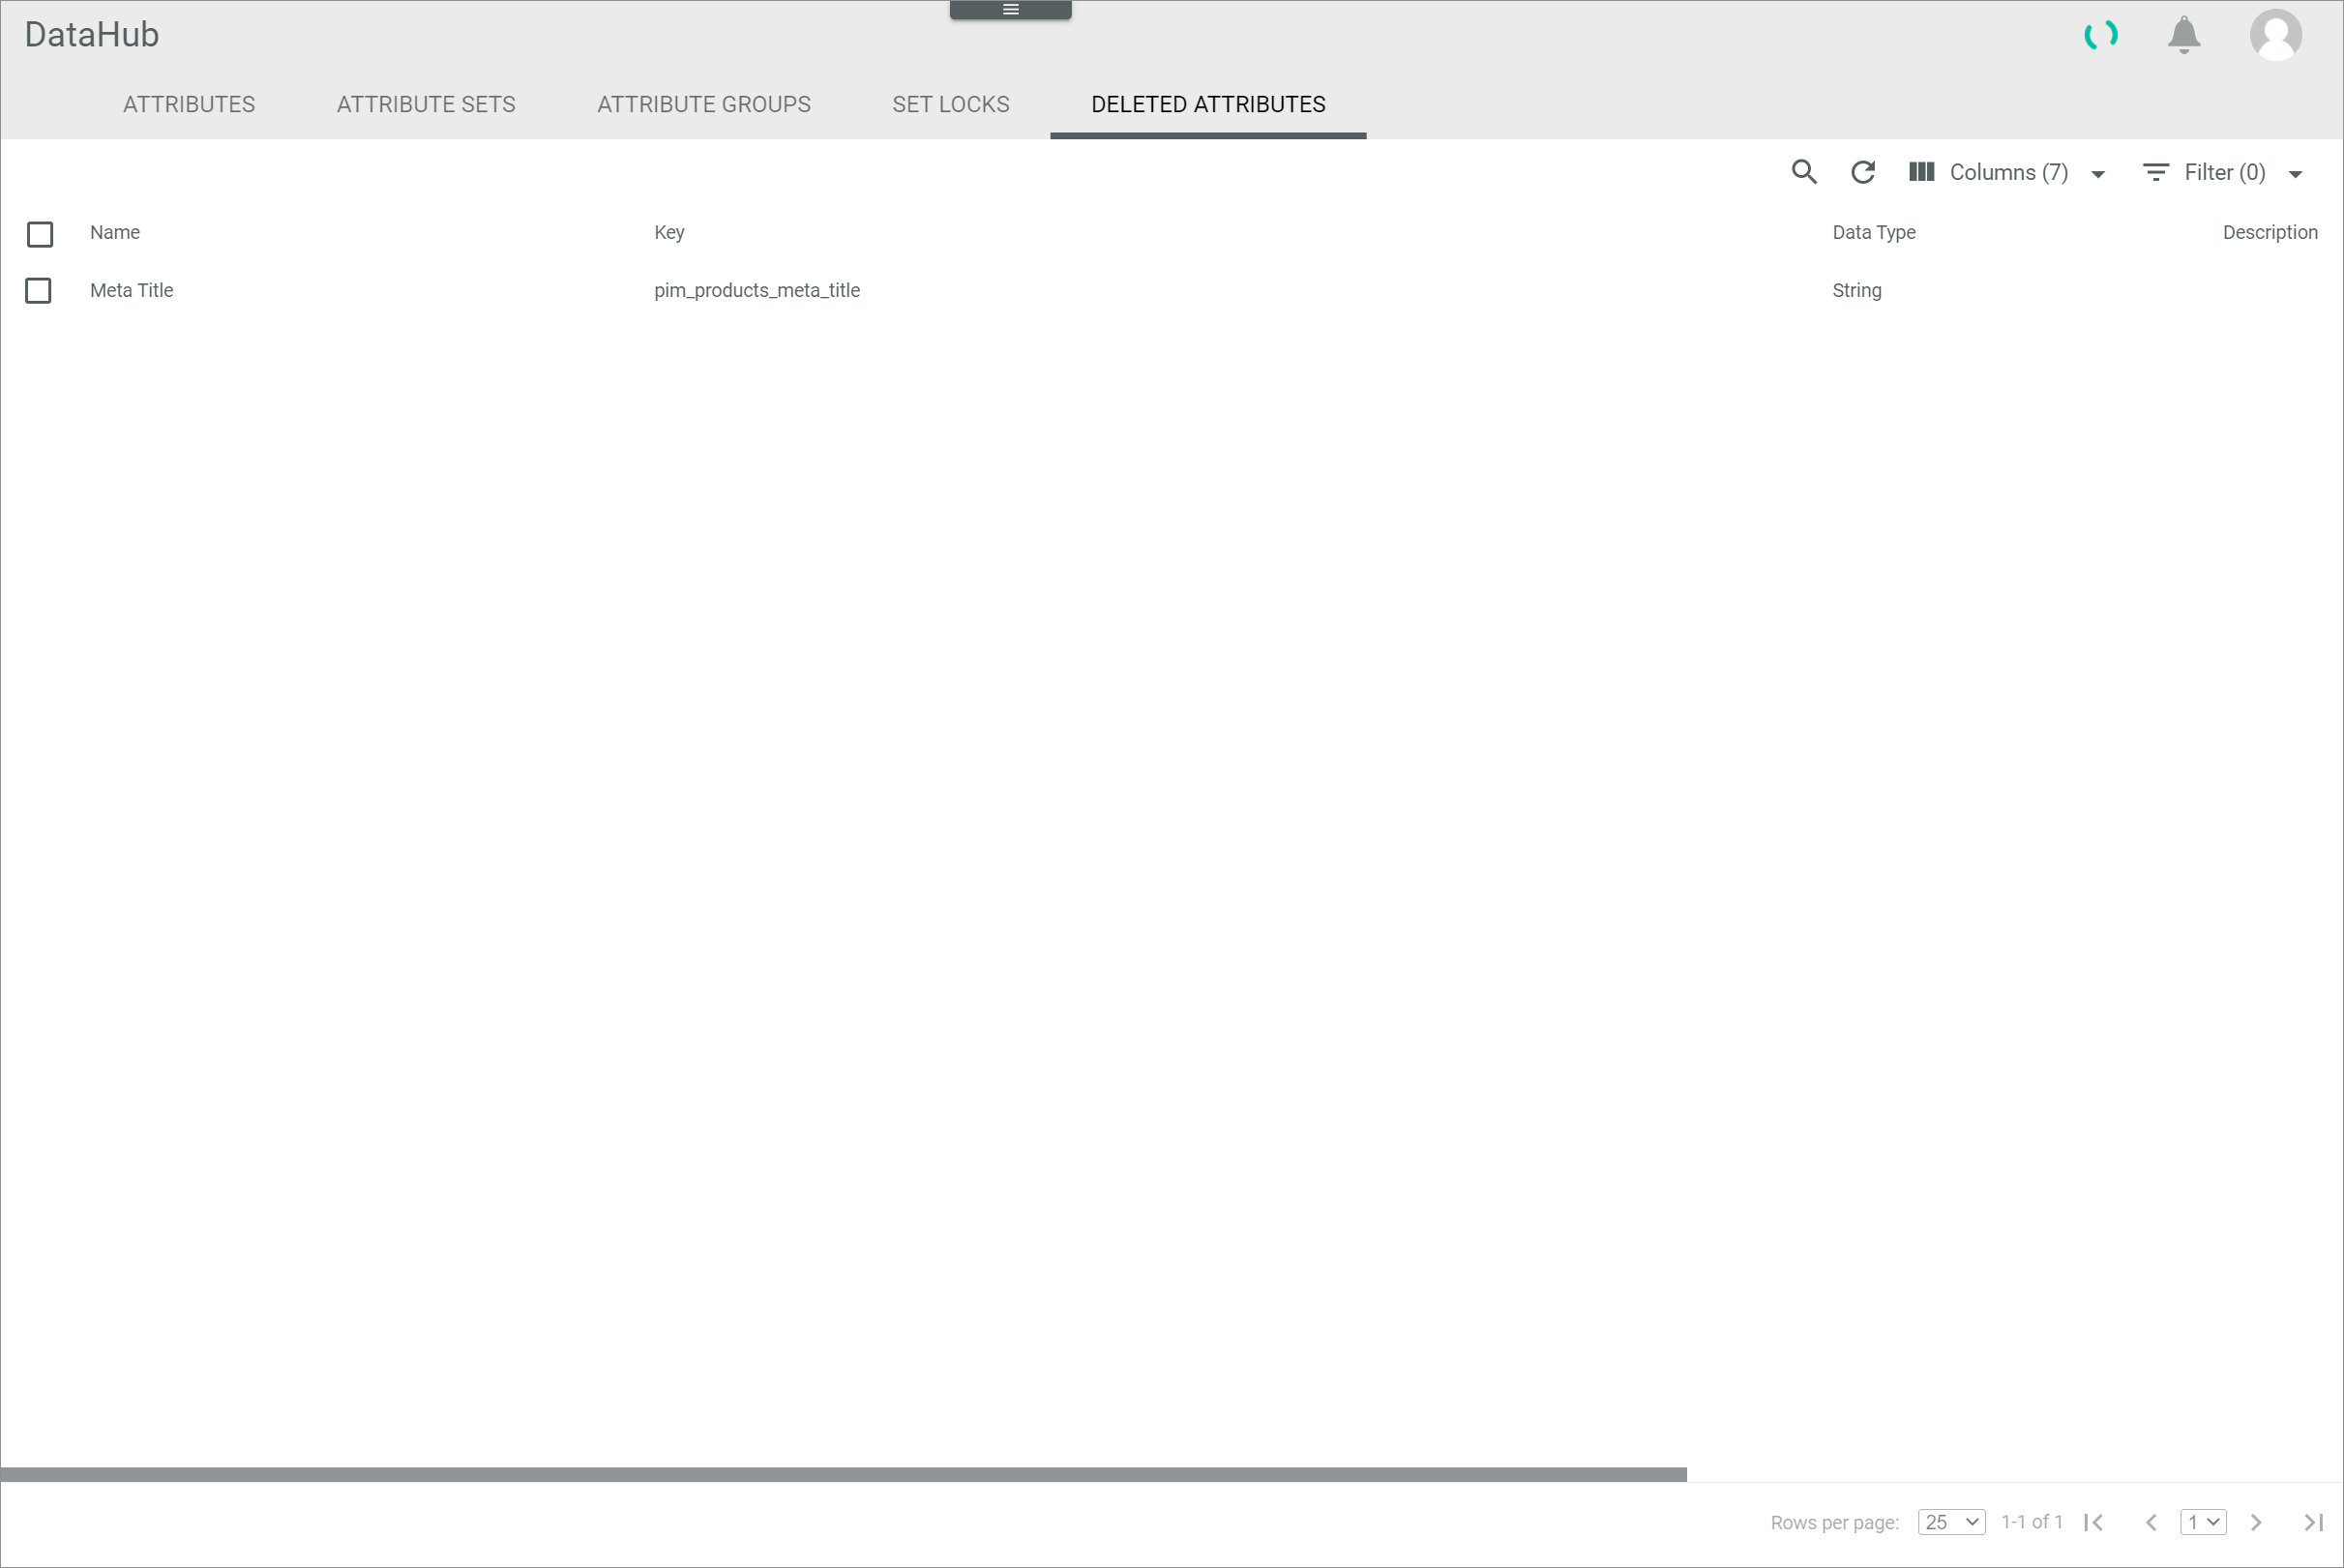 DataHub
ATTRIBUTES ATTRIBUTE SETS ATTRIBUTE GROUPS SET LOCKS DELETED ATTRIBUTES
Columns (7) Filter (0)
Name Key Data Type Description
Meta Title pim_products_meta_title String
Rows per page: 25 1-1 of 1 1